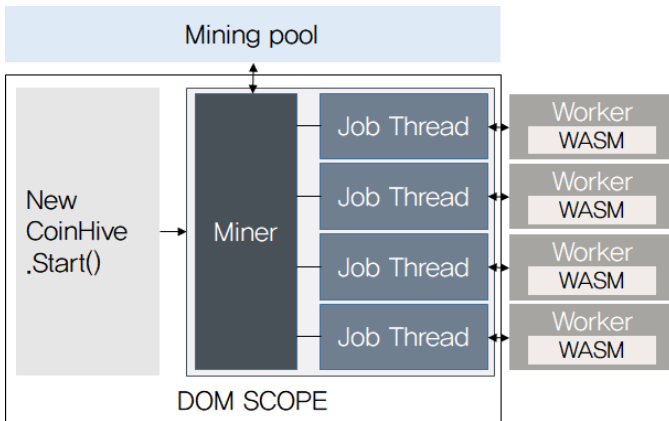 Mining pool
New
CoinHive
.Start()
Miner
Job Thread
Worker
WASM
Job Thread
Worker
WASM
Job Thread
Worker
WASM
Job Thread
Worker
WASM
DOM SCOPE